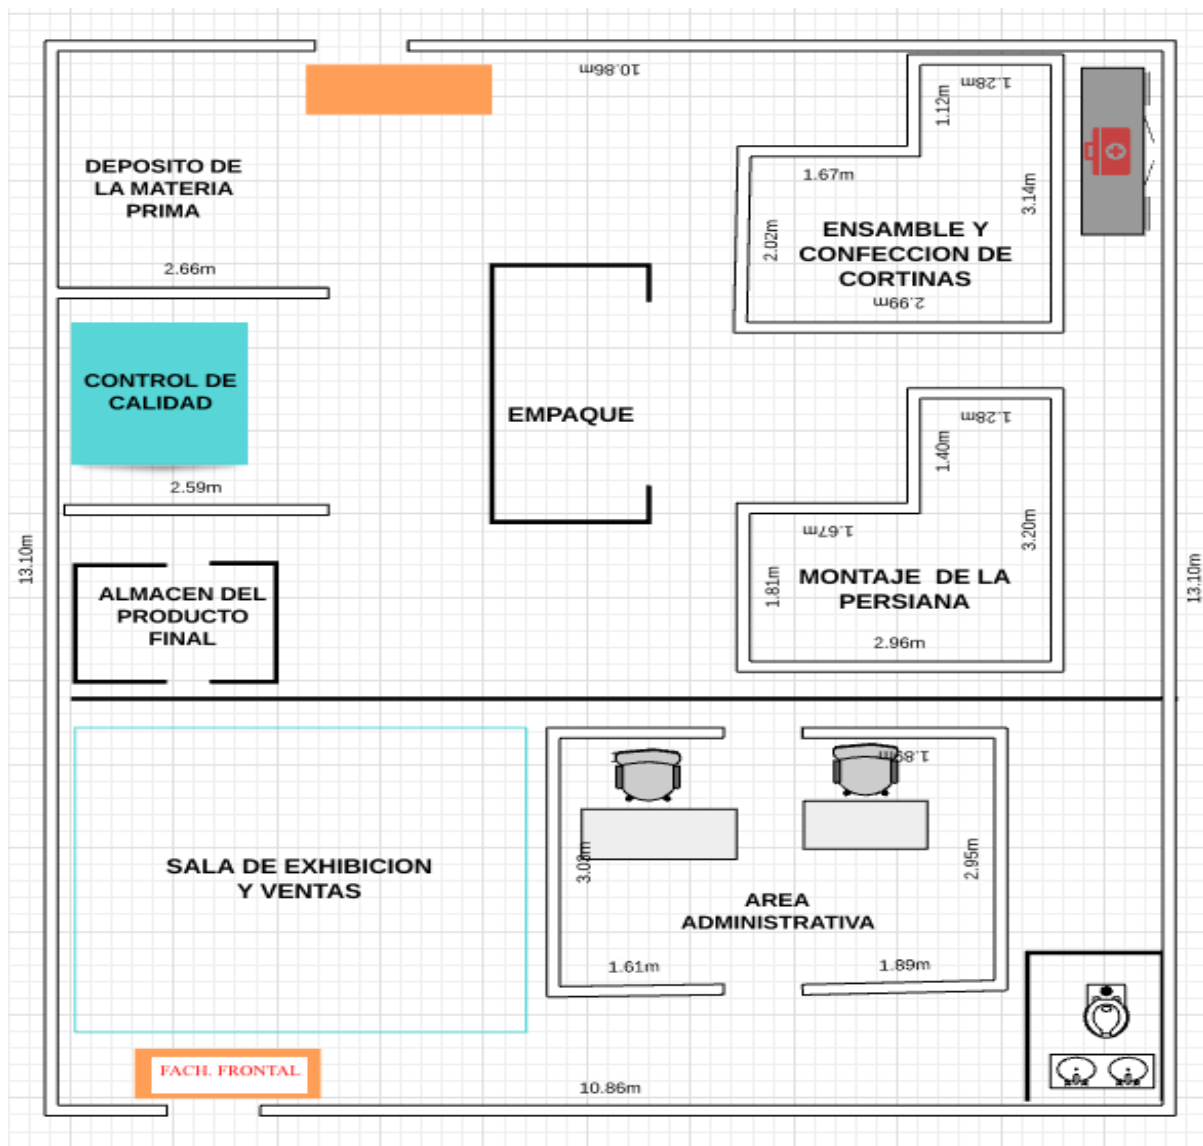 10.86m
1.28m
1.12m
DEPOSITO DE
LA MATERIA
PRIMA
1.67m
3.14m
2.02m
ENSAMBLE Y
CONFECCION DE
CORTINAS
2.66m
2.99m
CONTROL DE
CALIDAD
EMPAQUE
1.28m
1.40m
2.59m
1.67m
3.20m
13.10m
13.10m
ALMACEN DEL
PRODUCTO
FINAL
1.81m
MONTAJE DE LA
PERSIANA
2.96m
1.89m
SALA DE EXHIBICION
Y VENTAS
3.03m
2.95m
AREA
ADMINISTRATIVA
1.61m
1.89m
FACH. FRONTAL
10.86m